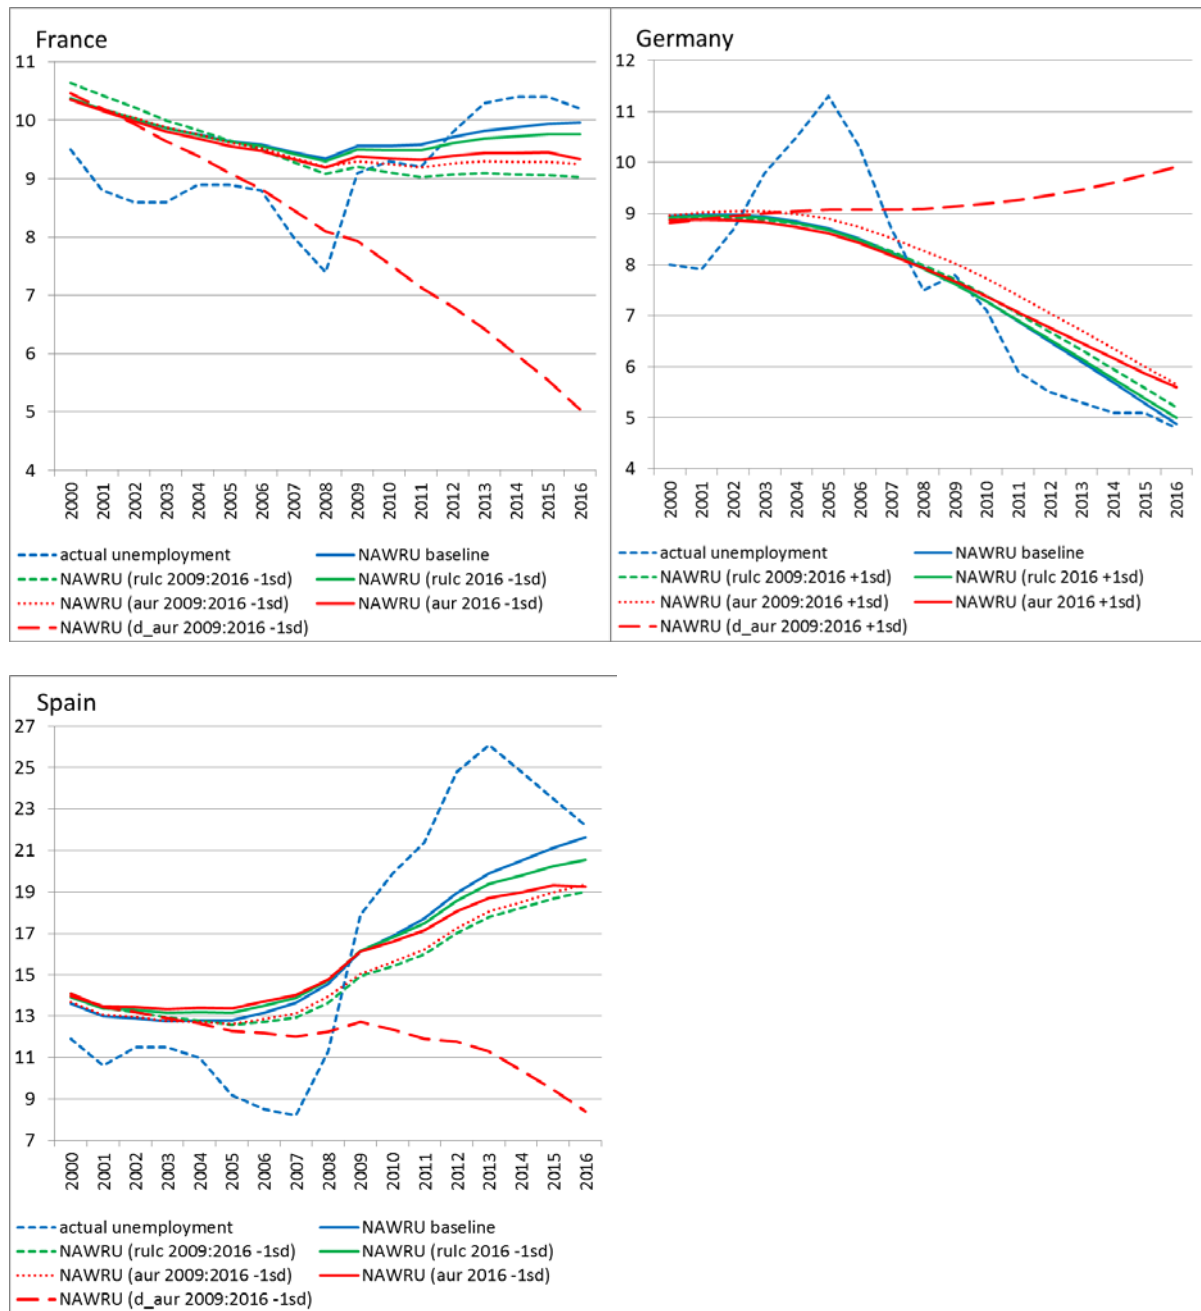 France
11
10
9
8
7
6
5
4
2000 2001 2002 2003 2004 2005 2006 2007 2008 2009 2010 2011 2012 2013 2014 2015 2016
actual unemployment NAWRU baseline
NAWRU (rulc 2009:2016 -1sd) NAWRU (rulc 2016 -1sd)
NAWRU (aur 2009:2016 -1sd) NAWRU (aur 2016 -1sd)
NAWRU (d_aur 2009:2016 -1sd)
Germany
12
11
10
9
8
7
6
5
4
2000 2001 2002 2003 2004 2005 2006 2007 2008 2009 2010 2011 2012 2013 2014 2015 2016
actual unemployment NAWRU baseline
NAWRU (rulc 2009:2016 +1sd) NAWRU (rulc 2016 +1sd)
NAWRU (aur 2009:2016 +1sd) NAWRU (aur 2016 +1sd)
NAWRU (d_aur 2009:2016 +1sd)
Spain
27
25
23
21
19
17
15
13
11
9
7
2000 2001 2002 2003 2004 2005 2006 2007 2008 2009 2010 2011 2012 2013 2014 2015 2016
actual unemployment NAWRU baseline
NAWRU (rulc 2009:2016 -1sd) NAWRU (rulc 2016 -1sd)
NAWRU (aur 2009:2016 -1sd) NAWRU (aur 2016 -1sd)
NAWRU (d_aur 2009:2016 -1sd)